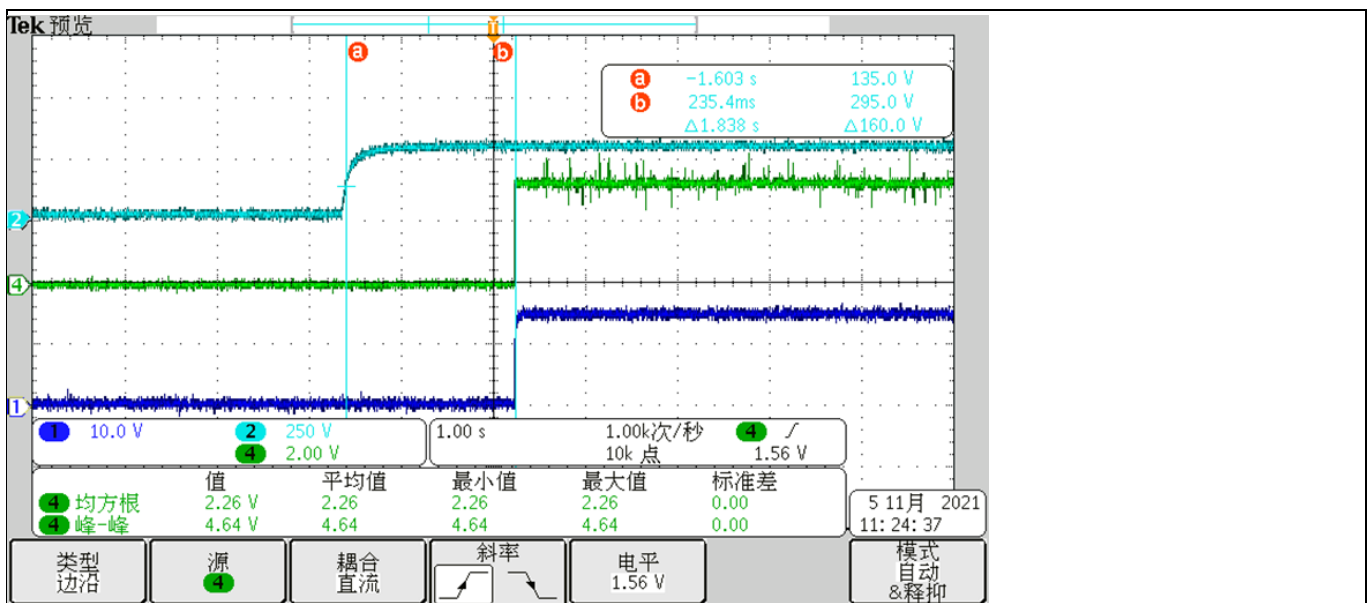 Tek 预览
T
a b
a -1.603 s 135.0 V
b 235.4ms 295.0 V
△1.838 s △160.0 V
2
4
1
1 10.0 V 2 250 V 1.00 s 1.00k次/秒 4
4 2.00 V 10k 点 1.56 V
值 平均值 最小值 最大值 标准差
4 均方根 2.26 V 2.26 2.26 2.26 0.00
4 峰-峰 4.64 V 4.64 4.64 4.64 0.00
5 11月 2021
11:24:37
类型 边沿
源 4
耦合 直流
斜率
电平 1.56 V
模式 自动 &释抑